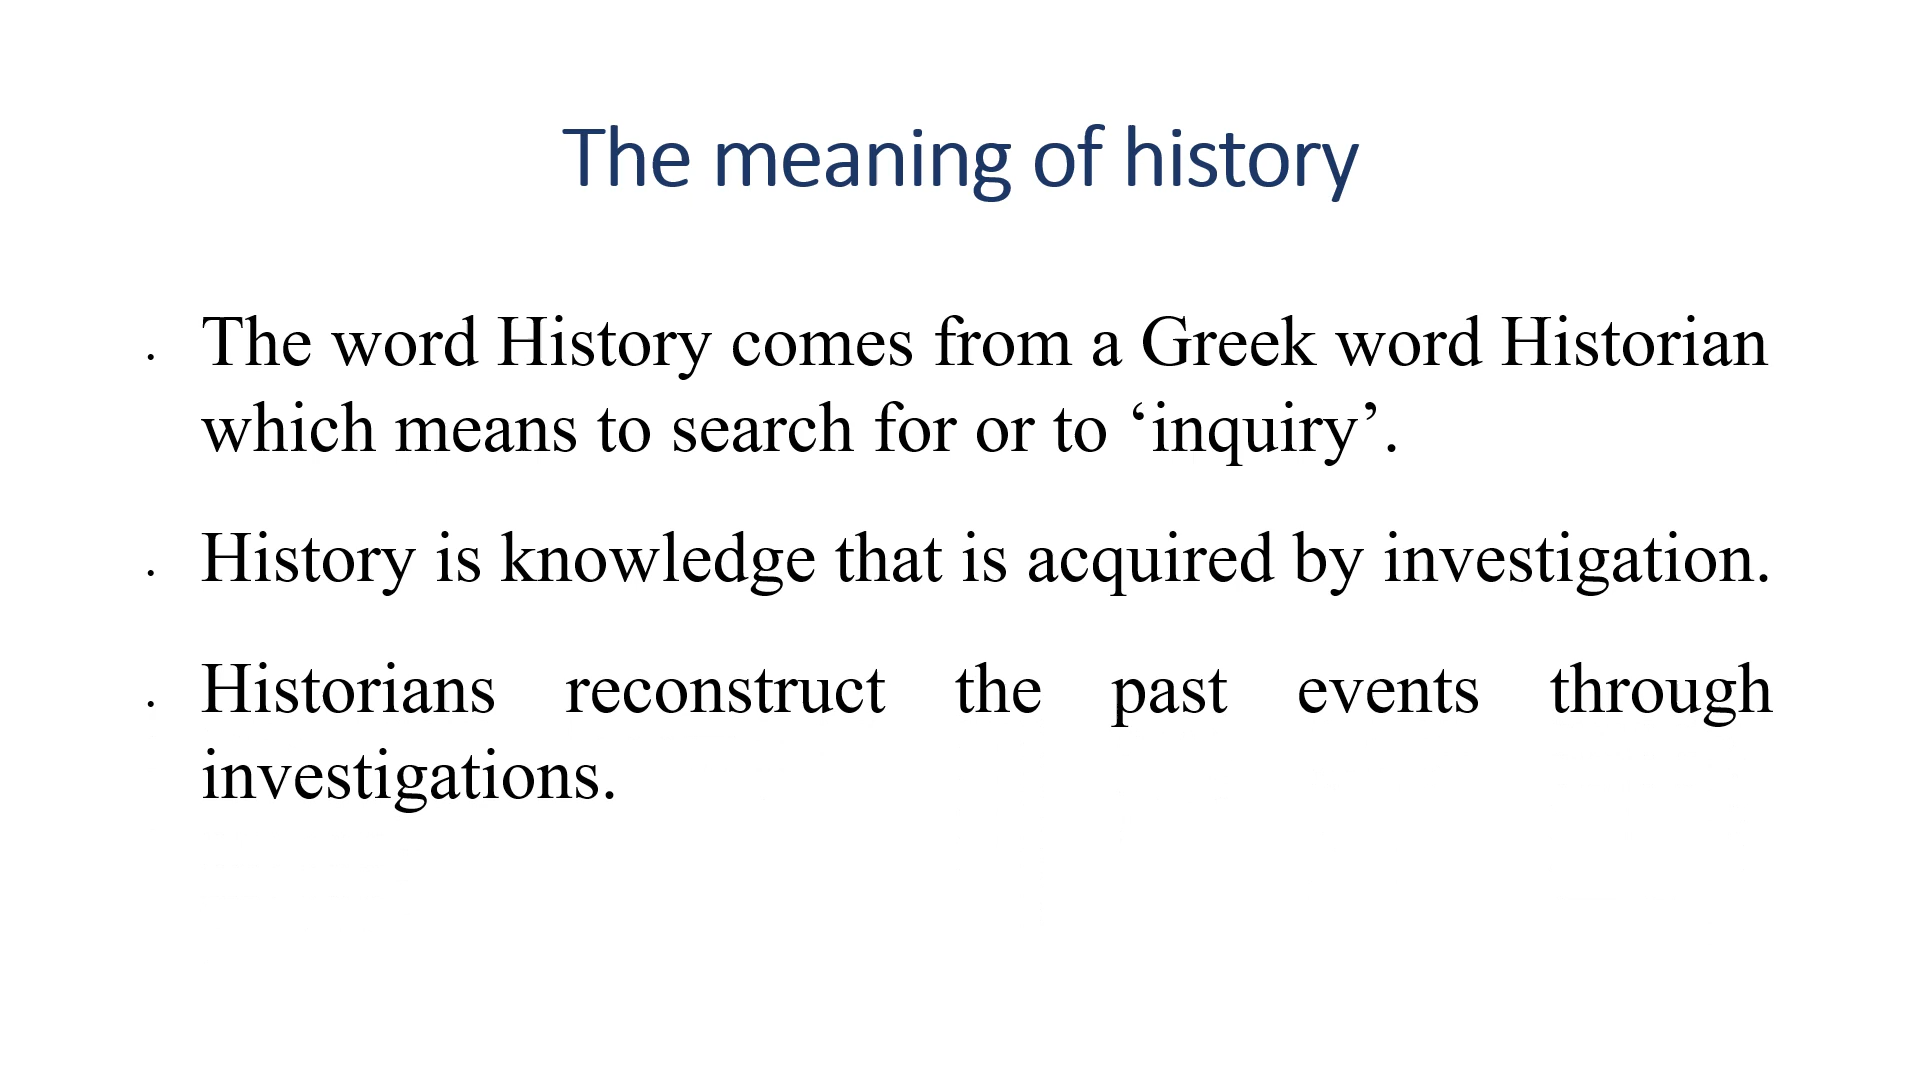 The meaning of history
· The word History comes from a Greek word Historian
which means to search for or to ‘inquiry’.
· History is knowledge that is acquired by investigation.
· Historians reconstruct the past events through
investigations.